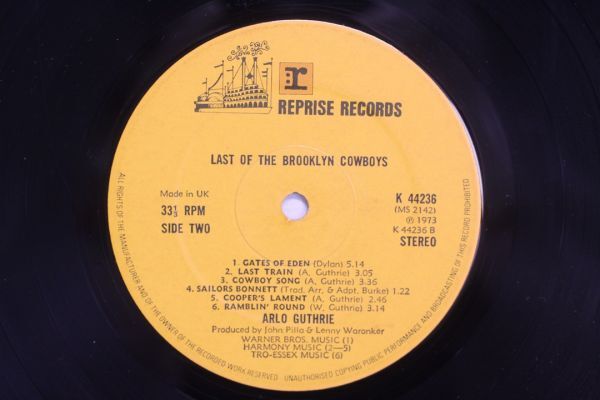 r
REPRISE RECORDS
LAST OF THE BROOKLYN COWBOYS
Made in UK
33⅓ RPM
SIDE TWO
K 44236
(MS 2142)
℗ 1973
K 44236 B
STEREO
1 GATES OF EDEN (Dylan) 5.14
2. LAST TRAIN (A. Guthrie) 3.05
3. COWBOY SONG (A. Guthrie) 3.36
4. SAILORS BONNETT (Trad. Arr, & Adpt. Burke) 1.22
5. COOPER'S LAMENT (A. Guthrie) 2.46
6. RAMBLIN' ROUND (W. Guthrie) 3.14
ARLO GUTHRIE
Produced by John Pilla & Lenny Waronker
WARNER BROS. MUSIC (1)
HARMONY MUSIC (2—5)
TRO-ESSEX MUSIC (6)
ALL RIGHTS OF THE MANUFACTURER AND OF THE OWNER OF THE RECORDED WORK RESERVED UNAUTHORISED COPYING PUBLIC PERFORMANCE AND BROADCASTING OF THIS RECORD PROHIBITED